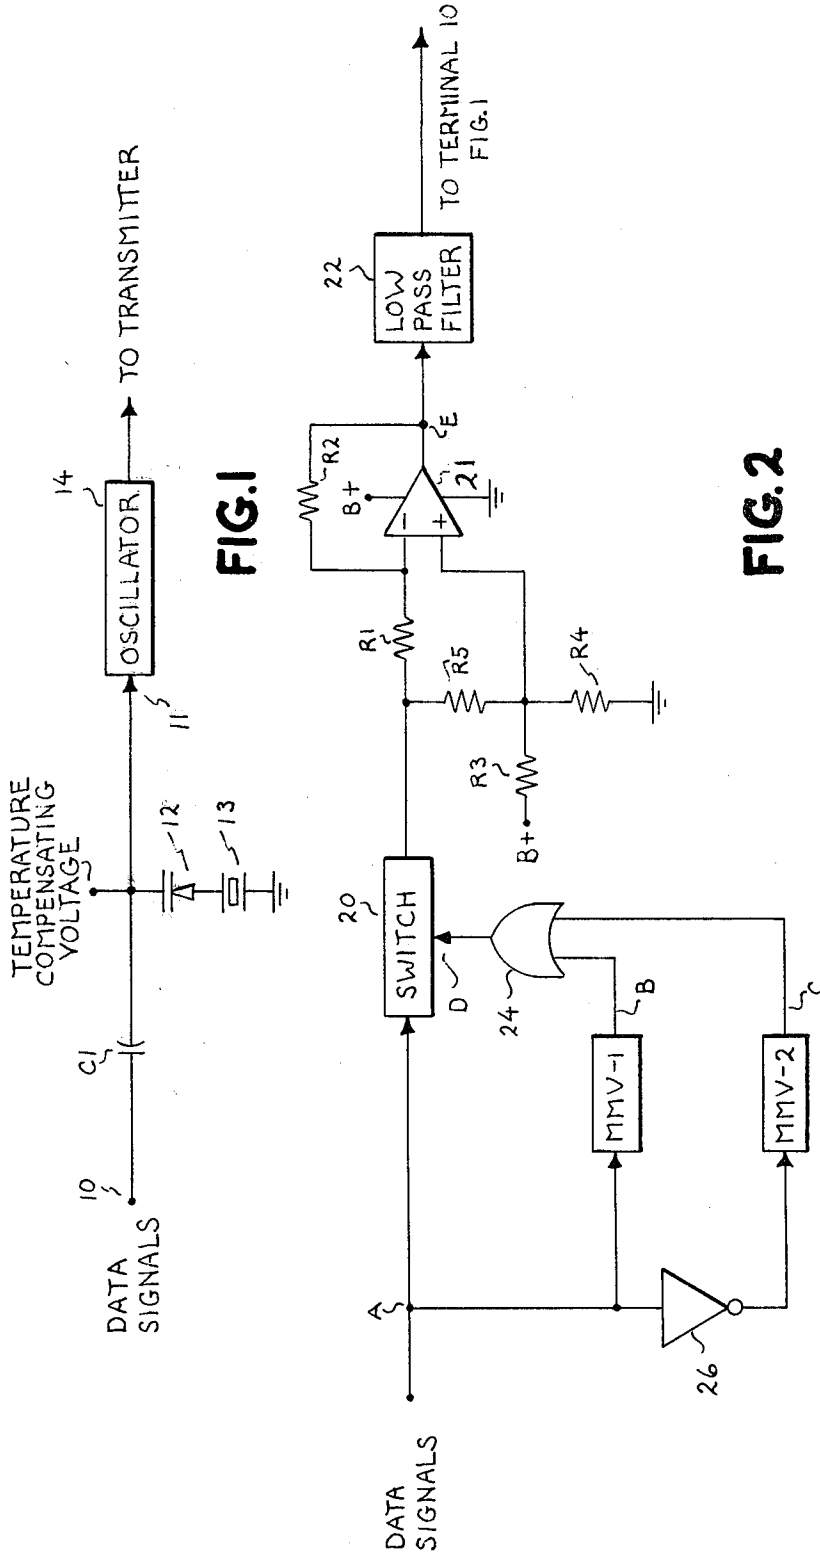 TEMPERATURE
COMPENSATING
VOLTAGE
DATA
SIGNALS
10
C1
12
13
11
14
OSCILLATOR
TO TRANSMITTER
FIG.1
DATA
SIGNALS
A
26
MMV-1
MMV-2
B
C
24
D
20
SWITCH
B+
R3
R5
R4
R1
R2
B+
−
+
21
E
22
LOW
PASS
FILTER
TO TERMINAL 10
FIG.1
FIG.2